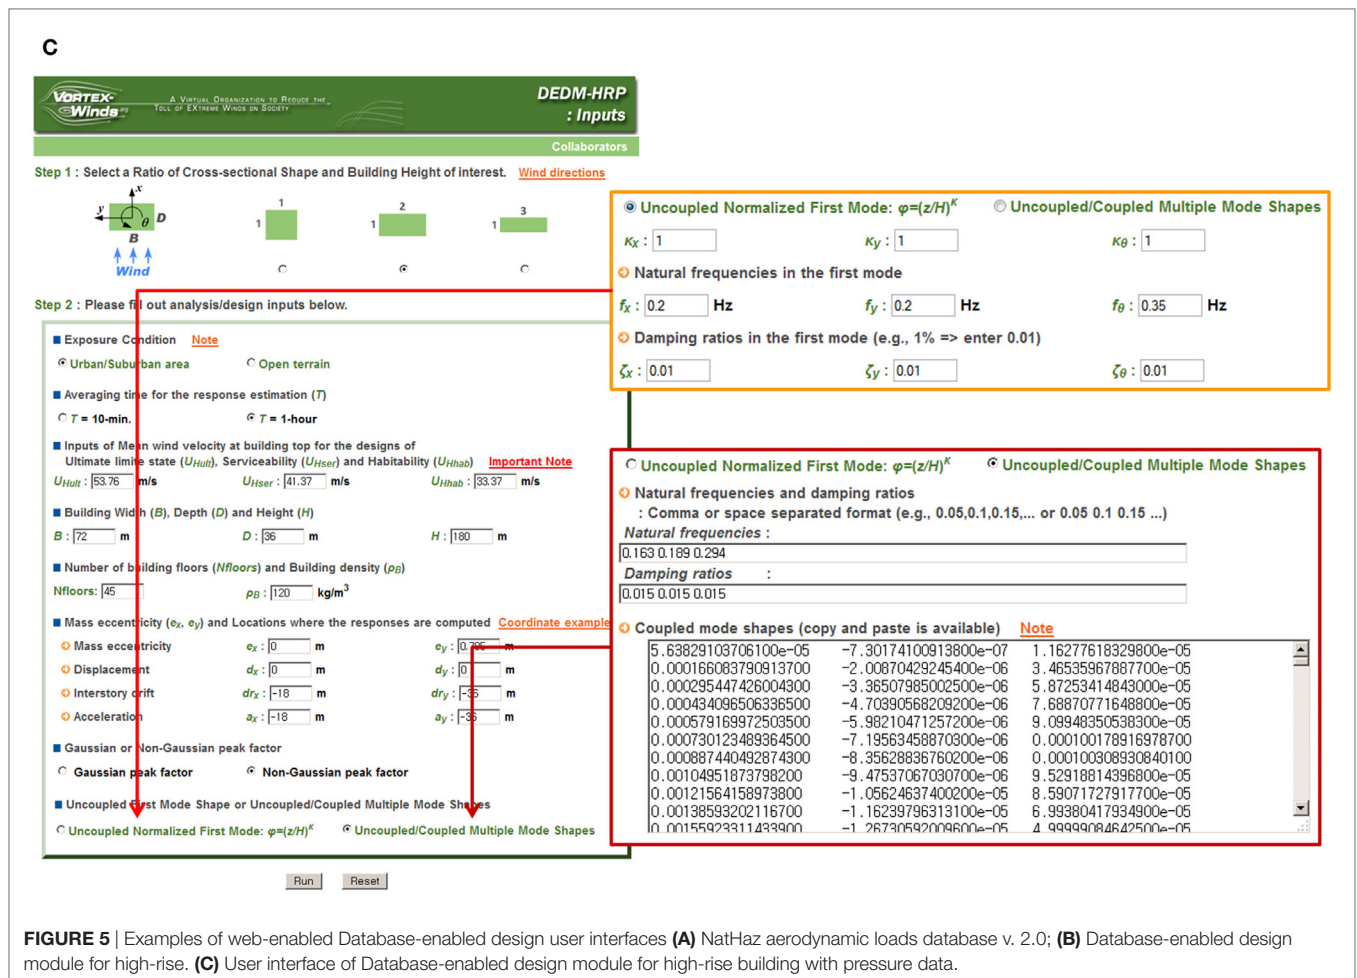 C
VORTEX-
Winds.org
A Virtual Organization to Reduce the
Toll of EXtreme Winds on Society
DEDM-HRP
: Inputs
Collaborators
Step 1 : Select a Ratio of Cross-sectional Shape and Building Height of interest. Wind directions
x
y
θ
D
B
Wind
1
1
2
1
3
1
Step 2 : Please fill out analysis/design inputs below.
Exposure Condition Note
Urban/Suburban area Open terrain
Averaging time for the response estimation (T)
T = 10-min. T = 1-hour
Inputs of Mean wind velocity at building top for the designs of
Ultimate limite state (UHult), Serviceability (UHser) and Habitability (UHhab) Important Note
UHult : 53.76 m/s UHser : 41.37 m/s UHhab : 33.37 m/s
Building Width (B), Depth (D) and Height (H)
B : 72 m D : 36 m H : 180 m
Number of building floors (Nfloors) and Building density (ρB)
Nfloors: 45 ρB : 120 kg/m³
Mass eccentricity (ex, ey) and Locations where the responses are computed Coordinate example
Mass eccentricity ex : 0 m ey : 0.795 m
Displacement dx : 0 m dy : 0 m
Interstory drift drx : -18 m dry : -36 m
Acceleration ax : -18 m ay : -36 m
Gaussian or Non-Gaussian peak factor
Gaussian peak factor Non-Gaussian peak factor
Uncoupled First Mode Shape or Uncoupled/Coupled Multiple Mode Shapes
Uncoupled Normalized First Mode: φ=(z/H)^K Uncoupled/Coupled Multiple Mode Shapes
Run Reset
Uncoupled Normalized First Mode: φ=(z/H)^K Uncoupled/Coupled Multiple Mode Shapes
κx : 1 κy : 1 κθ : 1
Natural frequencies in the first mode
fx : 0.2 Hz fy : 0.2 Hz fθ : 0.35 Hz
Damping ratios in the first mode (e.g., 1% => enter 0.01)
ζx : 0.01 ζy : 0.01 ζθ : 0.01
Uncoupled Normalized First Mode: φ=(z/H)^K Uncoupled/Coupled Multiple Mode Shapes
Natural frequencies and damping ratios
: Comma or space separated format (e.g., 0.05,0.1,0.15,... or 0.05 0.1 0.15 ...)
Natural frequencies :
0.163 0.189 0.294
Damping ratios :
0.015 0.015 0.015
Coupled mode shapes (copy and paste is available) Note
5.63829103706100e-05 -7.30174100913800e-07 1.16277618329800e-05
0.000166083790913700 -2.00870429245400e-06 3.46535967887700e-05
0.000295447426004300 -3.36507985002500e-06 5.87253414843000e-05
0.000434096506336500 -4.70390568209200e-06 7.68870771648800e-05
0.000579169972503500 -5.98210471257200e-06 9.09948350538300e-05
0.000730123489364500 -7.19563458870300e-06 0.000100178916978700
0.000887440492874300 -8.35628836760200e-06 0.000100308930840100
0.00104951873798200 -9.47537067030700e-06 9.52918814396800e-05
0.00121564158973800 -1.05624637400200e-05 8.59071727917700e-05
0.00138593202116700 -1.16239796313100e-05 6.99380417934900e-05
0.00155923311433900 -1.26730592009600e-05 4.99999084642500e-05
FIGURE 5 | Examples of web-enabled Database-enabled design user interfaces (A) NatHaz aerodynamic loads database v. 2.0; (B) Database-enabled design
module for high-rise. (C) User interface of Database-enabled design module for high-rise building with pressure data.